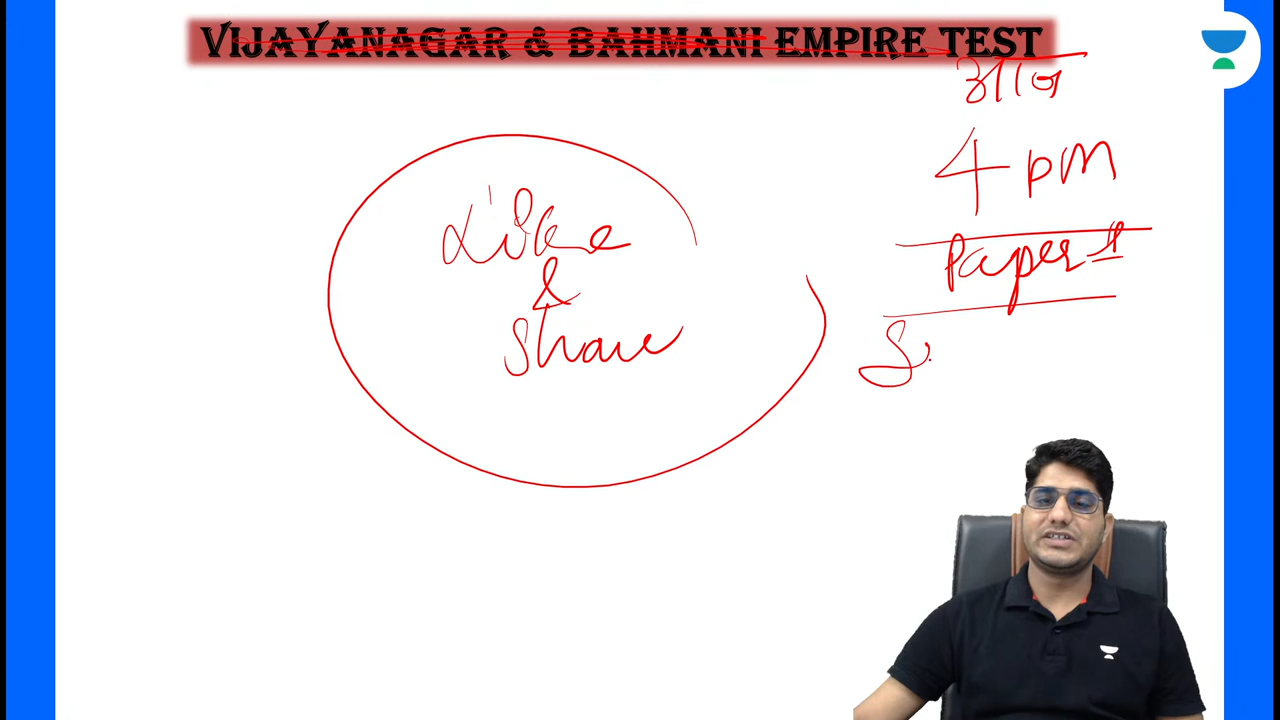 VIJAYANAGAR & BAHMANI EMPIRE TEST
आज
4 pm
Paper 1
Like
&
Share
S